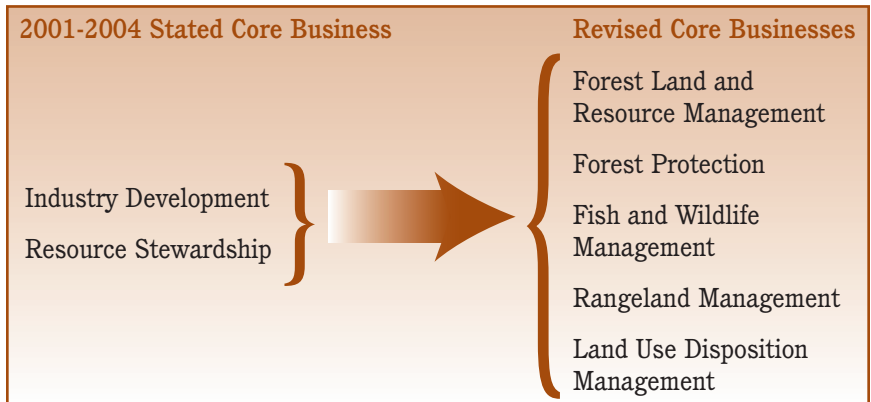 2001-2004 Stated Core Business
Industry Development
Resource Stewardship
Revised Core Businesses
Forest Land and
Resource Management
Forest Protection
Fish and Wildlife
Management
Rangeland Management
Land Use Disposition
Management